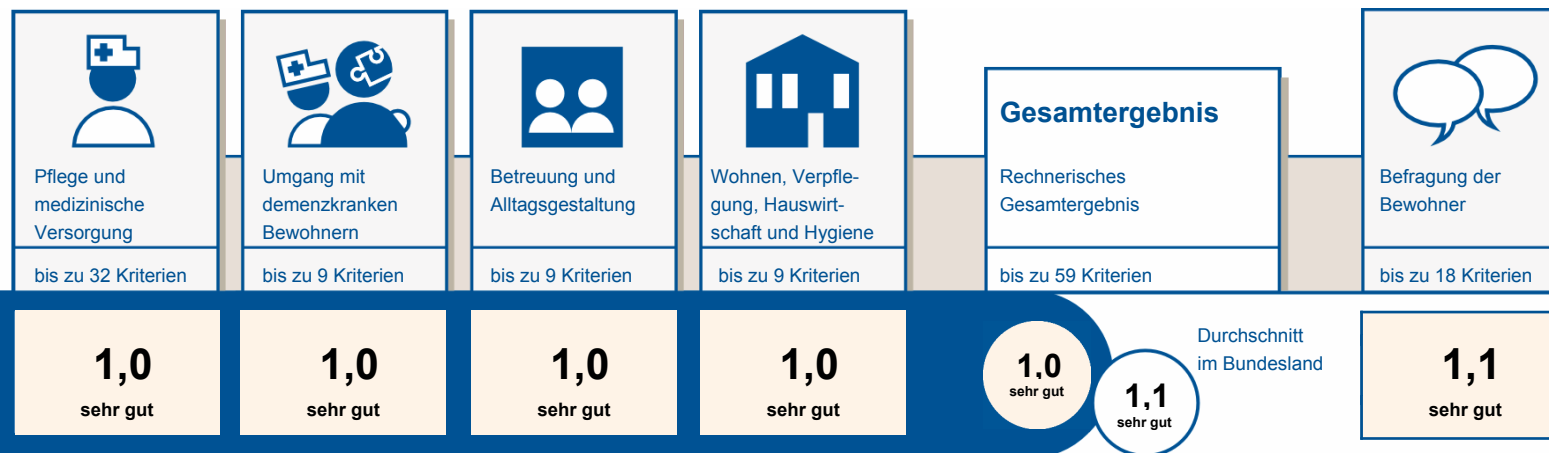 Pflege und
medizinische
Versorgung
bis zu 32 Kriterien
1,0
sehr gut
Umgang mit
demenzkranken
Bewohnern
bis zu 9 Kriterien
1,0
sehr gut
Betreuung und
Alltagsgestaltung
bis zu 9 Kriterien
1,0
sehr gut
Wohnen, Verpfle-
gung, Hauswirt-
schaft und Hygiene
bis zu 9 Kriterien
1,0
sehr gut
Gesamtergebnis
Rechnerisches
Gesamtergebnis
bis zu 59 Kriterien
1,0
sehr gut
1,1
sehr gut
Durchschnitt
im Bundesland
Befragung der
Bewohner
bis zu 18 Kriterien
1,1
sehr gut